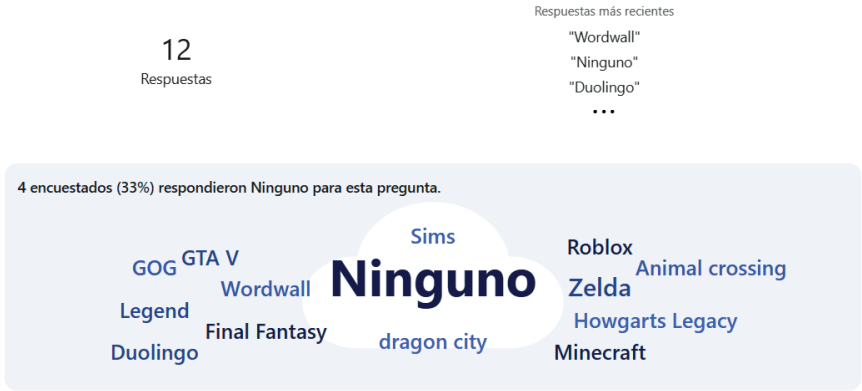 12
Respuestas
Respuestas más recientes
"Wordwall"
"Ninguno"
"Duolingo"
...
4 encuestados (33%) respondieron Ninguno para esta pregunta.
Sims
Roblox
GTA V
GOG
Animal crossing
Ninguno
Wordwall
Zelda
Legend
Howgarts Legacy
Final Fantasy
dragon city
Duolingo
Minecraft